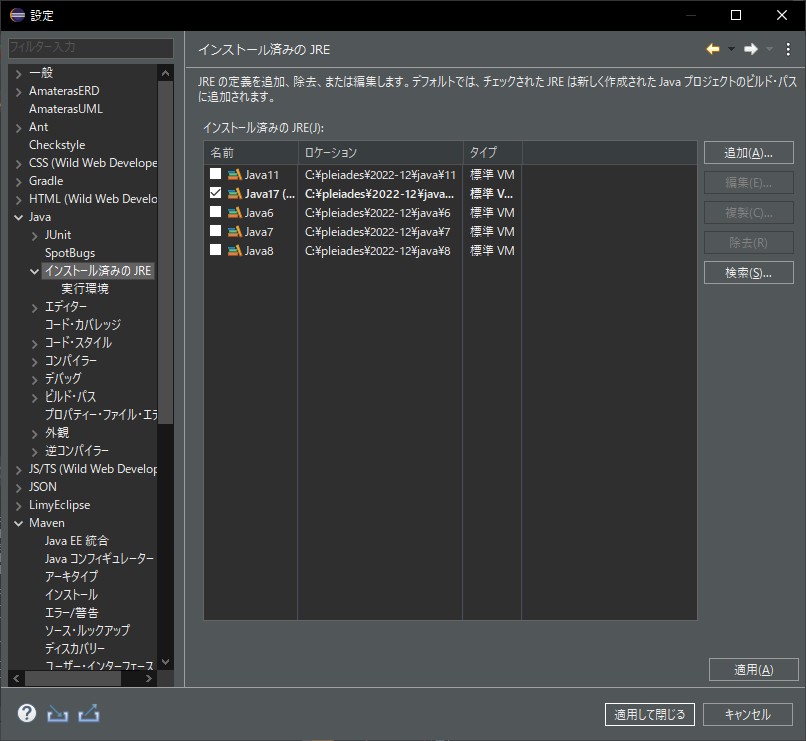 設定
フィルター入力
一般
AmaterasERD
AmaterasUML
Ant
Checkstyle
CSS (Wild Web Develope
Gradle
HTML (Wild Web Develo
Java
JUnit
SpotBugs
インストール済みの JRE
実行環境
エディター
コード・カバレッジ
コード・スタイル
コンパイラー
デバッグ
ビルド・パス
プロパティー・ファイル・エデ
外観
逆コンパイラー
JS/TS (Wild Web Develop
JSON
LimyEclipse
Maven
Java EE 統合
Java コンフィギュレーター
アーキタイプ
インストール
エラー/警告
ソース・ルックアップ
ディスカバリー
ユーザー・インターフェース
インストール済みの JRE
JRE の定義を追加、除去、または編集します。デフォルトでは、チェックされた JRE は新しく作成された Java プロジェクトのビルド・パス
に追加されます。
インストール済みの JRE(J):
名前 ロケーション タイプ
Java11 C:¥pleiades¥2022-12¥java¥11 標準 VM
Java17 (... C:¥pleiades¥2022-12¥java... 標準 V...
Java6 C:¥pleiades¥2022-12¥java¥6 標準 VM
Java7 C:¥pleiades¥2022-12¥java¥7 標準 VM
Java8 C:¥pleiades¥2022-12¥java¥8 標準 VM
追加(A)...
編集(E)...
複製(C)...
除去(R)
検索(S)...
適用(A)
適用して閉じる
キャンセル